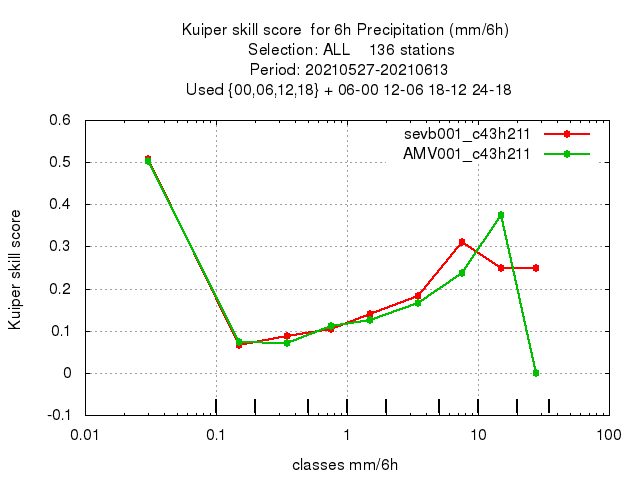 Kuiper skill score  for 6h Precipitation (mm/6h)
Selection: ALL    136 stations
Period: 20210527-20210613
Used {00,06,12,18} + 06-00 12-06 18-12 24-18
sevb001_c43h211
AMV001_c43h211
Kuiper skill score
0.6
0.5
0.4
0.3
0.2
0.1
0
-0.1
0.01 0.1 1 10 100
classes mm/6h